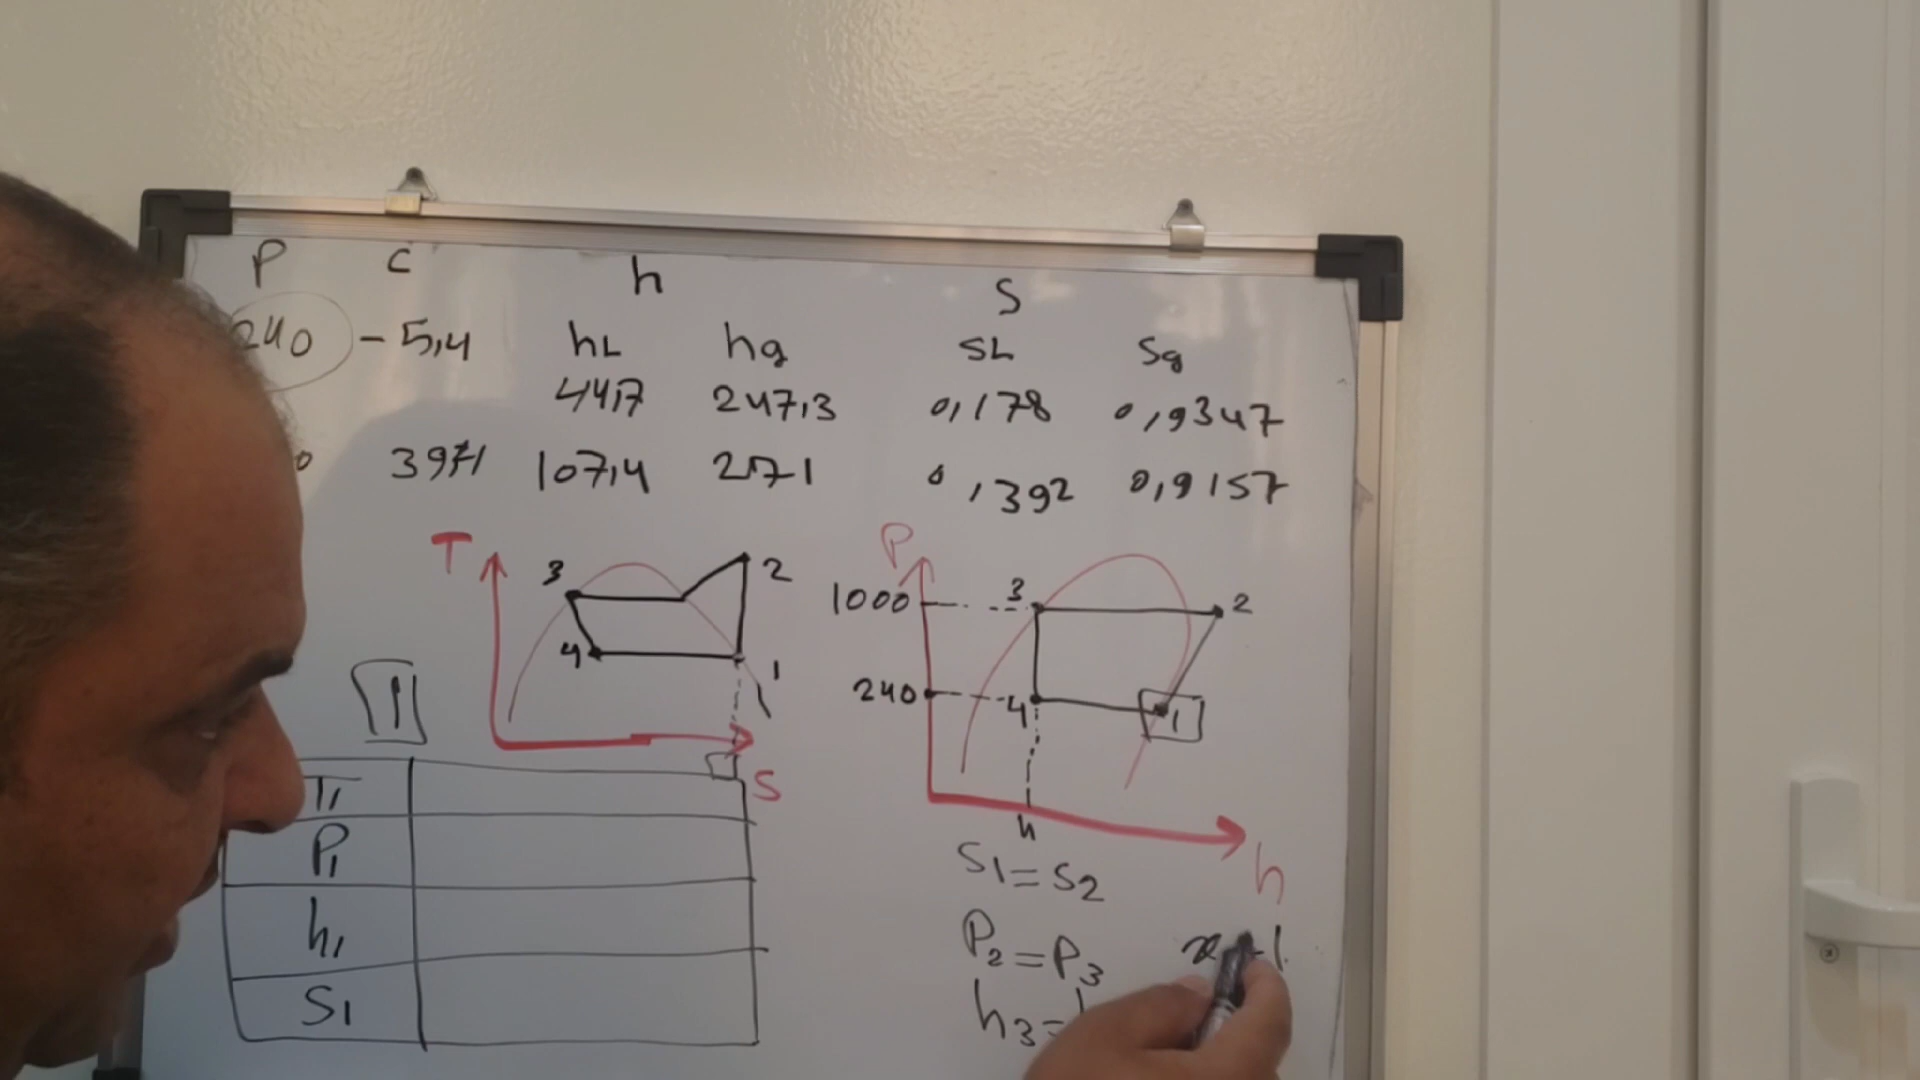 P C h S
240 - 5,4 hL hg SL Sg
44,7 247,3 0,178 0,9347
0 39,1 107,4 271 0,392 0,9157
T 3 2 4 1 S
P 1000 3 2 240 4 1 h h
1
T1
P1
h1
S1
S1=S2
P2=P3
h3=